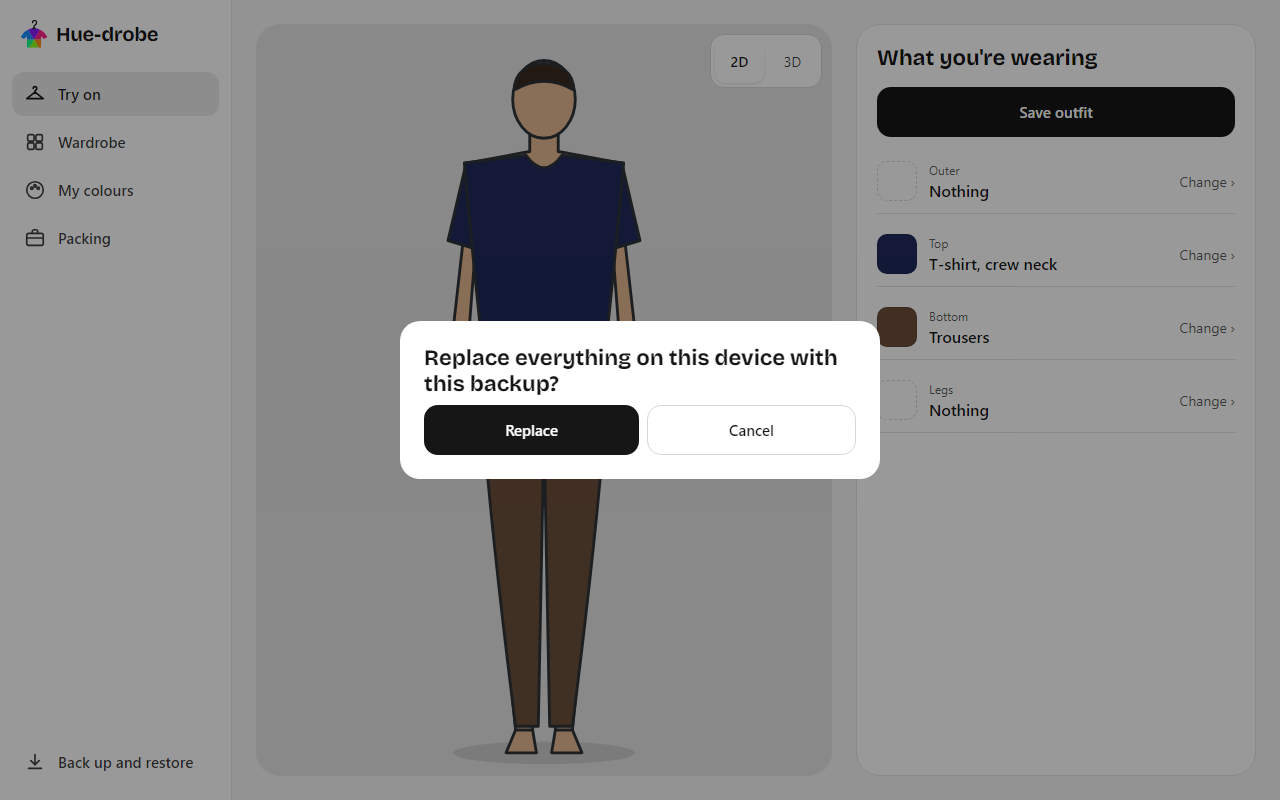 Hue-drobe
Try on
Wardrobe
My colours
Packing
Back up and restore
2D
3D
What you're wearing
Save outfit
Outer
Nothing
Change ›
Top
T-shirt, crew neck
Change ›
Bottom
Trousers
Change ›
Legs
Nothing
Change ›
Replace everything on this device with
this backup?
Replace
Cancel